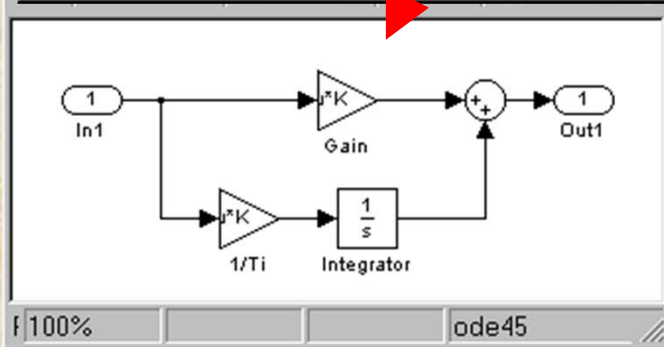 1
In1
*K
Gain
+
+
1
Out1
*K
1/Ti
1
s
Integrator
100%
ode45